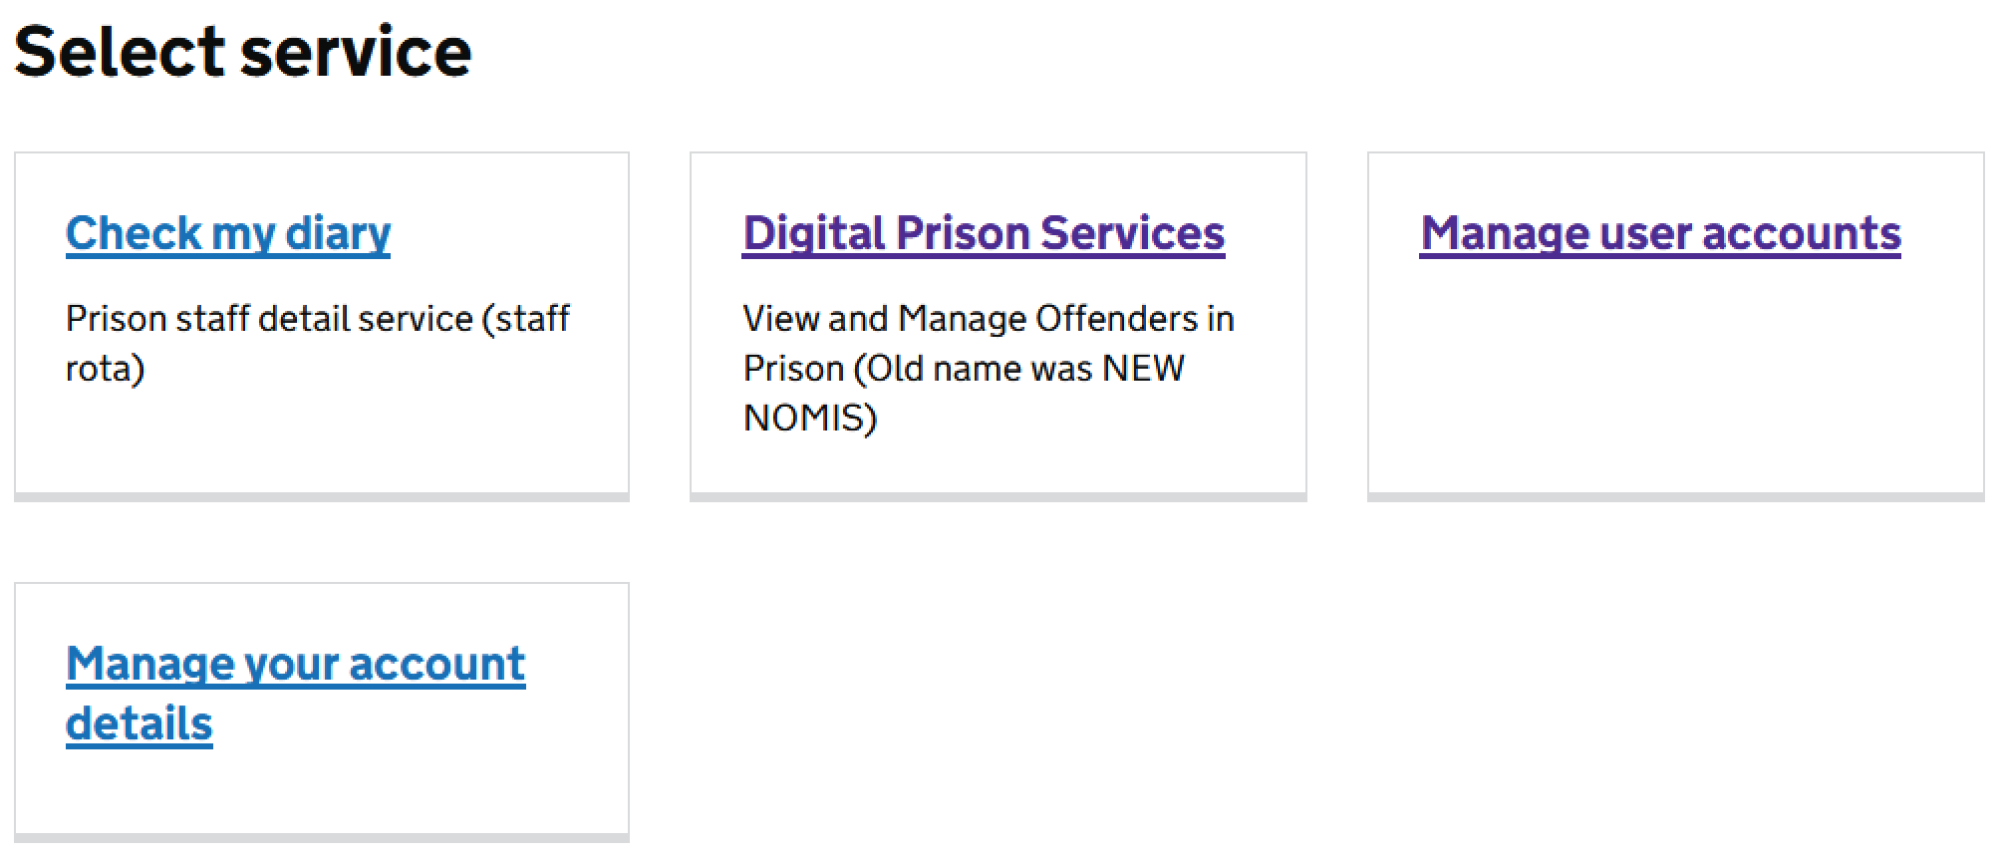 Select service
Check my diary
Prison staff detail service (staff
rota)
Digital Prison Services
View and Manage Offenders in
Prison (Old name was NEW
NOMIS)
Manage user accounts
Manage your account
details